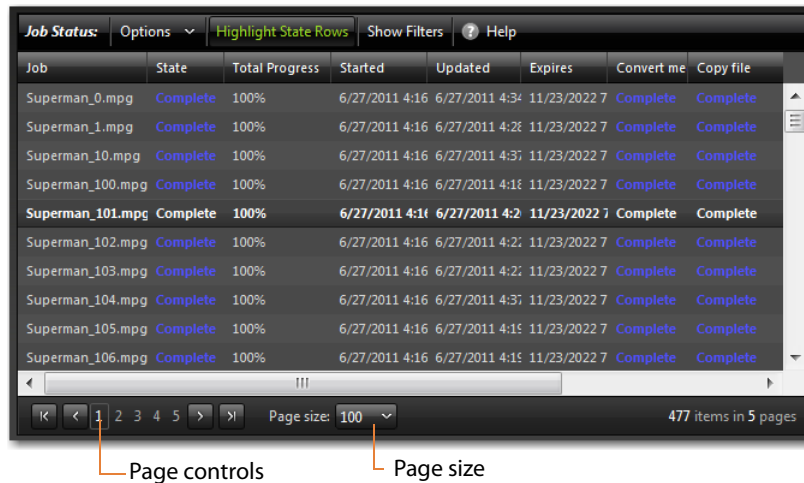 Job Status: Options Highlight State Rows Show Filters ? Help
Job State Total Progress Started Updated Expires Convert me Copy file
Superman_0.mpg Complete 100% 6/27/2011 4:16 6/27/2011 4:34 11/23/2022 7 Complete Complete
Superman_1.mpg Complete 100% 6/27/2011 4:16 6/27/2011 4:28 11/23/2022 7 Complete Complete
Superman_10.mpg Complete 100% 6/27/2011 4:16 6/27/2011 4:37 11/23/2022 7 Complete Complete
Superman_100.mpg Complete 100% 6/27/2011 4:16 6/27/2011 4:18 11/23/2022 7 Complete Complete
Superman_101.mpg Complete 100% 6/27/2011 4:16 6/27/2011 4:2 11/23/2022 7 Complete Complete
Superman_102.mpg Complete 100% 6/27/2011 4:16 6/27/2011 4:22 11/23/2022 7 Complete Complete
Superman_103.mpg Complete 100% 6/27/2011 4:16 6/27/2011 4:22 11/23/2022 7 Complete Complete
Superman_104.mpg Complete 100% 6/27/2011 4:16 6/27/2011 4:37 11/23/2022 7 Complete Complete
Superman_105.mpg Complete 100% 6/27/2011 4:16 6/27/2011 4:19 11/23/2022 7 Complete Complete
Superman_106.mpg Complete 100% 6/27/2011 4:16 6/27/2011 4:19 11/23/2022 7 Complete Complete
1 2 3 4 5 Page size: 100 477 items in 5 pages
Page controls Page size